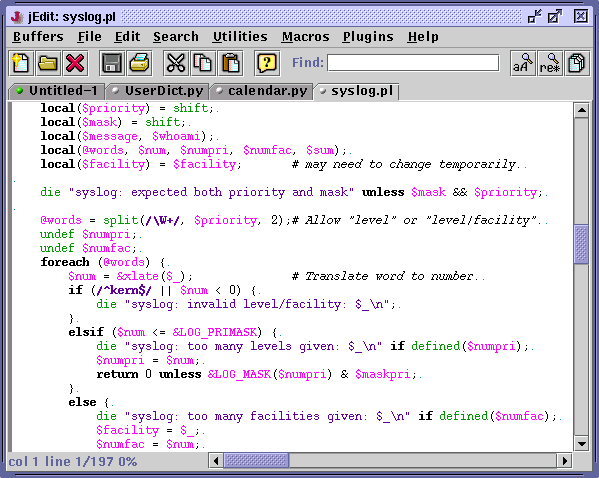 jEdit: syslog.pl
Buffers File Edit Search Utilities Macros Plugins Help
Find: aA re*
Untitled-1 UserDict.py calendar.py syslog.pl
local($priority) = shift;.
local($mask) = shift;.
local($message, $whoami);.
local(@words, $num, $numpri, $numfac, $sum);.
local($facility) = $facility; # may need to change temporarily..
.
die "syslog: expected both priority and mask" unless $mask && $priority;.
.
@words = split(/\W+/, $priority, 2);# Allow "level" or "level/facility"..
undef $numpri;.
undef $numfac;.
foreach (@words) {.
$num = &xlate($_); # Translate word to number..
if (/^kern$/ || $num < 0) {.
die "syslog: invalid level/facility: $_\n";.
}.
elsif ($num <= &LOG_PRIMASK) {.
die "syslog: too many levels given: $_\n" if defined($numpri);.
$numpri = $num;.
return 0 unless &LOG_MASK($numpri) & $maskpri;.
}.
else {.
die "syslog: too many facilities given: $_\n" if defined($numfac);.
$facility = $_;.
$numfac = $num;.
col 1 line 1/197 0%